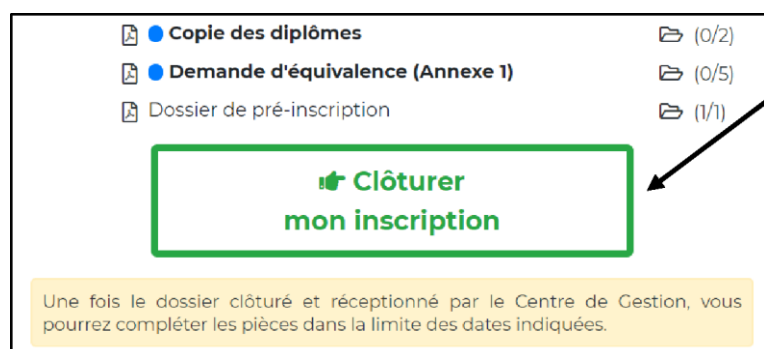 Copie des diplômes (0/2)
Demande d'équivalence (Annexe 1) (0/5)
Dossier de pré-inscription (1/1)
Clôturer
mon inscription
Une fois le dossier clôturé et réceptionné par le Centre de Gestion, vous
pourrez compléter les pièces dans la limite des dates indiquées.